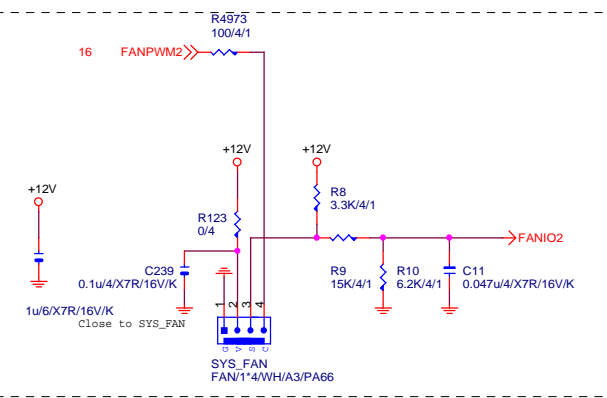 R4973
100/4/1
16 FANPWM2
+12V
+12V
+12V
R8
3.3K/4/1
R123
0/4
FANIO2
C239
0.1u/4/X7R/16V/K
R9
15K/4/1
R10
6.2K/4/1
C11
0.047u/4/X7R/16V/K
1u/6/X7R/16V/K
Close to SYS_FAN
1 2 3 4
G V S C
SYS_FAN
FAN/1*4/WH/A3/PA66